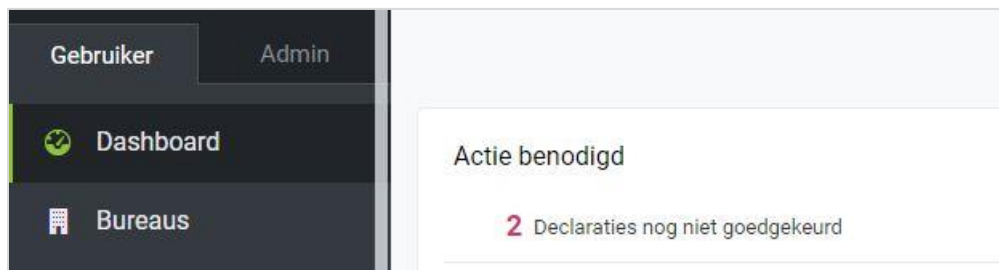 Gebruiker Admin
Dashboard
Bureaus
Actie benodigd
2 Declaraties nog niet goedgekeurd